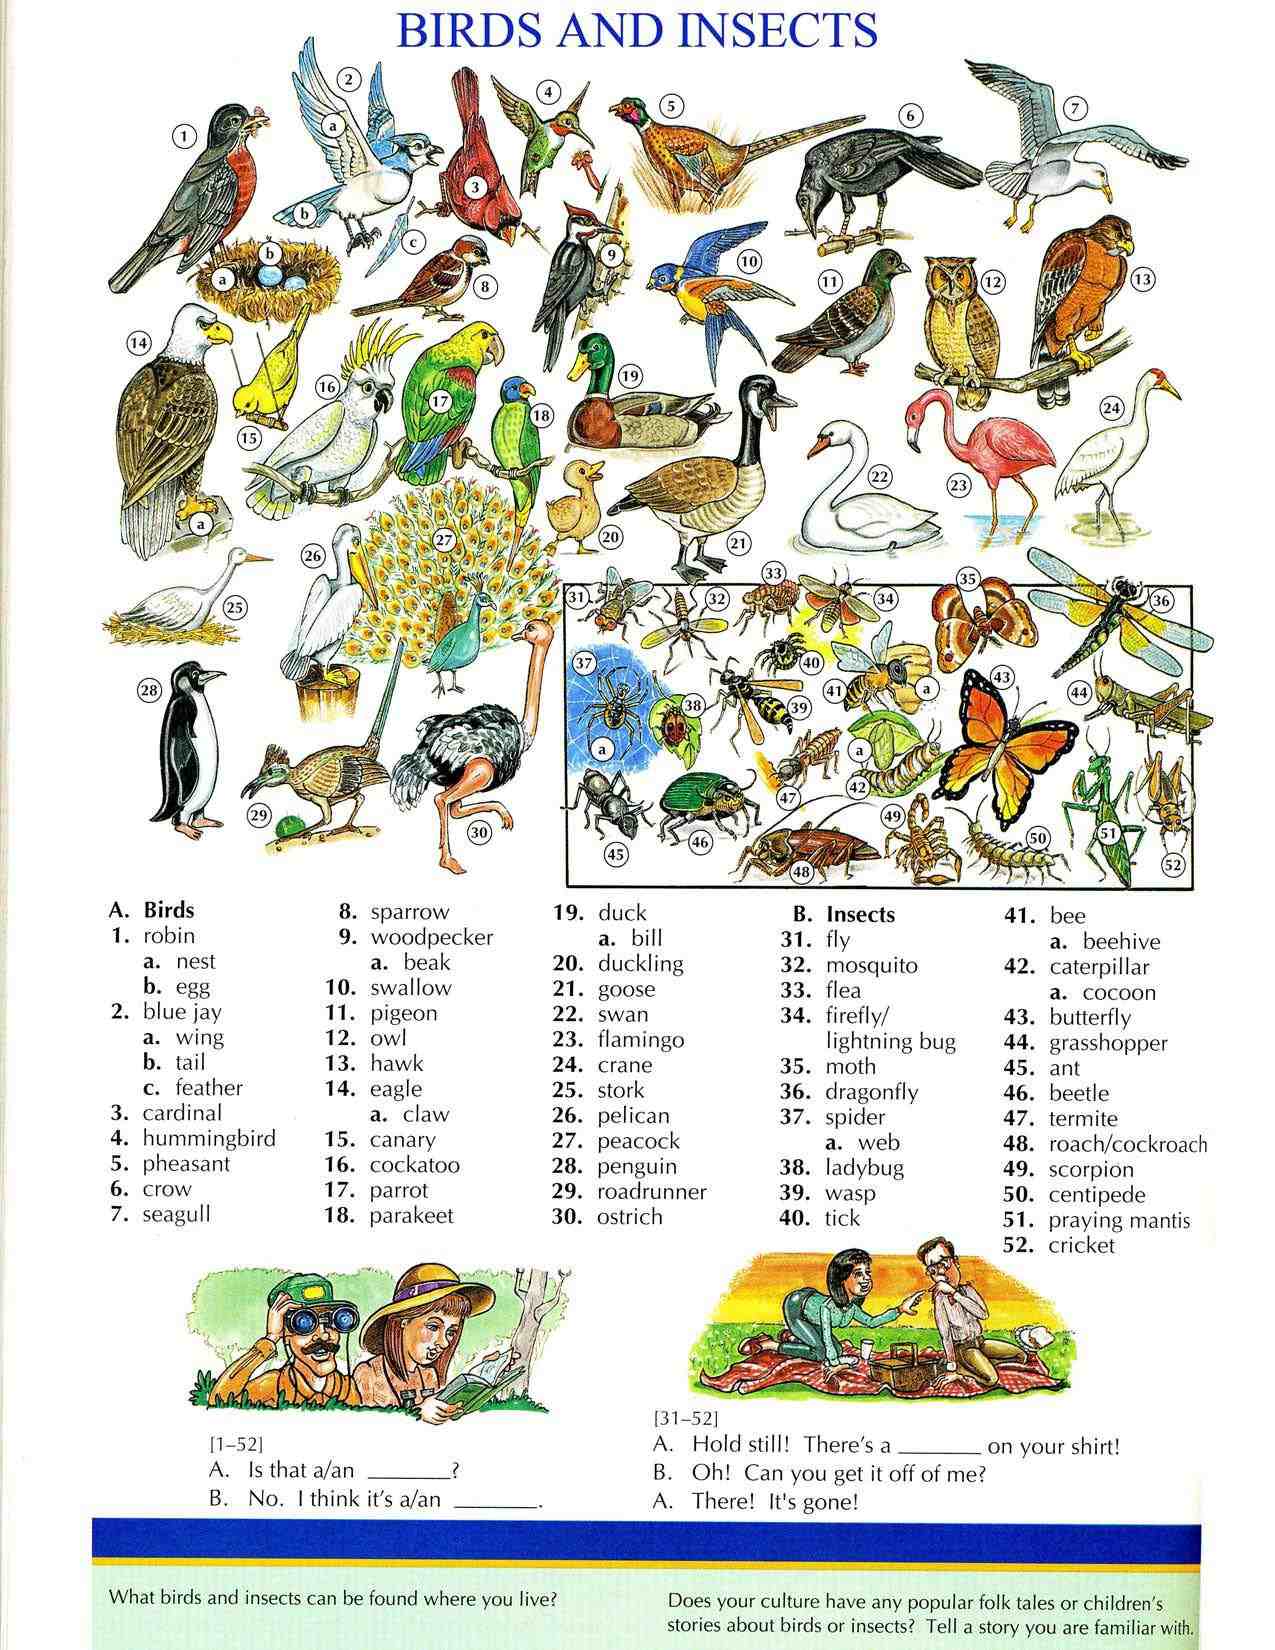 BIRDS AND INSECTS
1
2
a
b
c
3
4
5
6
7
a
b
8
9
10
11
12
13
14
a
15
16
17
18
19
20
21
22
23
24
25
26
27
28
29
30
31
32
33
34
35
36
37
a
38
39
40
41
a
42
a
43
44
45
46
47
48
49
50
51
52
A. Birds
1. robin
a. nest
b. egg
2. blue jay
a. wing
b. tail
c. feather
3. cardinal
4. hummingbird
5. pheasant
6. crow
7. seagull
8. sparrow
9. woodpecker
a. beak
10. swallow
11. pigeon
12. owl
13. hawk
14. eagle
a. claw
15. canary
16. cockatoo
17. parrot
18. parakeet
19. duck
a. bill
20. duckling
21. goose
22. swan
23. flamingo
24. crane
25. stork
26. pelican
27. peacock
28. penguin
29. roadrunner
30. ostrich
B. Insects
31. fly
32. mosquito
33. flea
34. firefly/
lightning bug
35. moth
36. dragonfly
37. spider
a. web
38. ladybug
39. wasp
40. tick
41. bee
a. beehive
42. caterpillar
a. cocoon
43. butterfly
44. grasshopper
45. ant
46. beetle
47. termite
48. roach/cockroach
49. scorpion
50. centipede
51. praying mantis
52. cricket
[1–52]
A. Is that a/an ________?
B. No. I think it's a/an ________.
[31–52]
A. Hold still! There's a ________ on your shirt!
B. Oh! Can you get it off of me?
A. There! It's gone!
What birds and insects can be found where you live?
Does your culture have any popular folk tales or children's
stories about birds or insects? Tell a story you are familiar with.